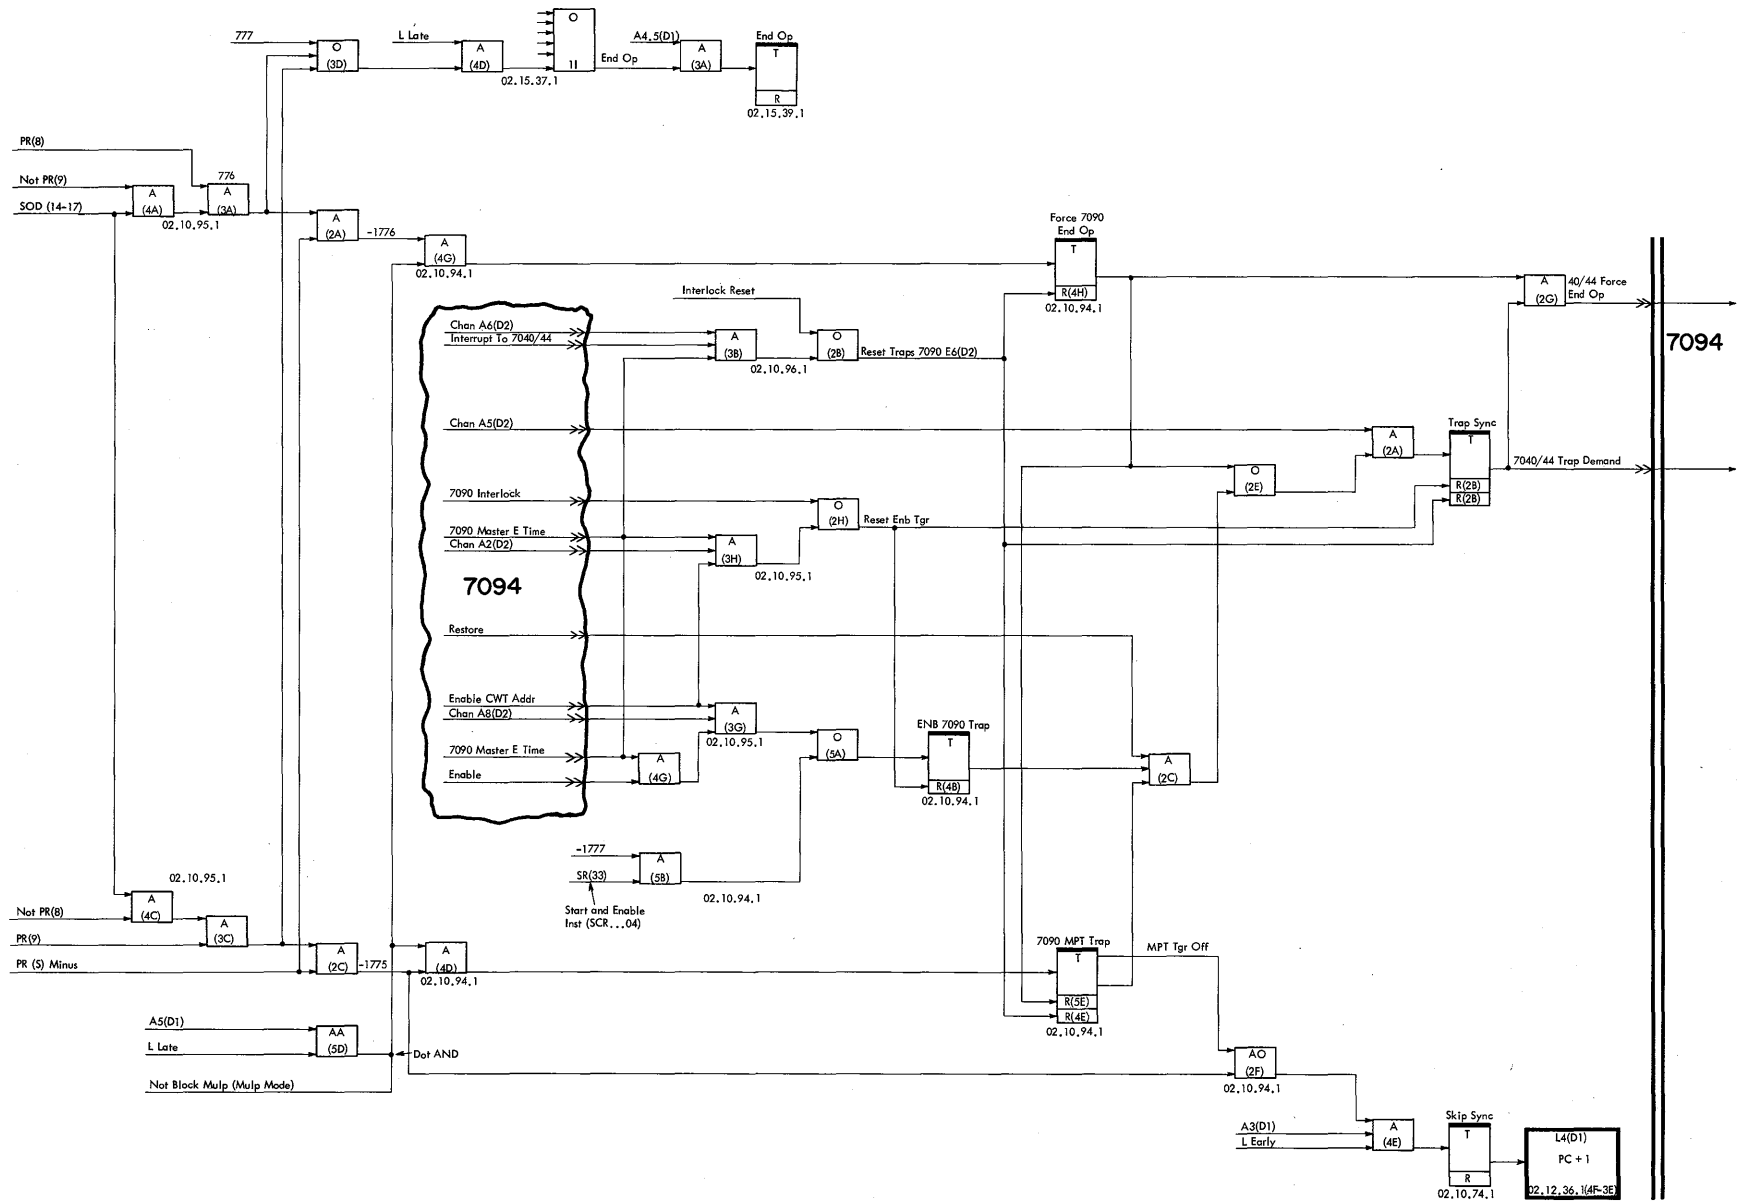 777
O
(3D)
L Late
A
(4D)
02.15.37.1
O
11
End Op
A4.5(D1)
A
(3A)
End Op
T
R
02.15.39.1
PR(8)
Not PR(9)
SOD (14-17)
A
(4A)
776
A
(3A)
02.10.95.1
A
(2A)
-1776
A
(4G)
02.10.94.1
Force 7090
End Op
T
R(4H)
02.10.94.1
A
(2G)
40/44 Force
End Op
7094
Interlock Reset
Chan A6(D2)
Interrupt To 7040/44
A
(3B)
02.10.96.1
O
(2B)
Reset Traps 7090 E6(D2)
Chan A5(D2)
A
(2A)
Trap Sync
T
R(2B)
R(2B)
7040/44 Trap Demand
O
(2E)
7090 Interlock
O
(2H)
Reset Enb Tgr
7090 Master E Time
Chan A2(D2)
A
(3H)
02.10.95.1
7094
Restore
Enable CWT Addr
Chan A8(D2)
A
(3G)
02.10.95.1
7090 Master E Time
Enable
A
(4G)
O
(5A)
ENB 7090 Trap
T
R(4B)
02.10.94.1
A
(2C)
-1777
SR(33)
A
(5B)
02.10.94.1
Start and Enable
Inst (SCR...04)
02.10.95.1
Not PR(8)
PR(9)
PR (S) Minus
A
(4C)
A
(3C)
A
(2C)
-1775
A
(4D)
02.10.94.1
7090 MPT Trap
T
R(5E)
R(4E)
02.10.94.1
MPT Tgr Off
A5(D1)
L Late
AA
(5D)
Dot AND
Not Block Mulp (Mulp Mode)
AO
(2F)
02.10.94.1
A3(D1)
L Early
A
(4E)
Skip Sync
T
R
02.10.74.1
L4(D1)
PC + 1
02.12.36.1(4F-3E)